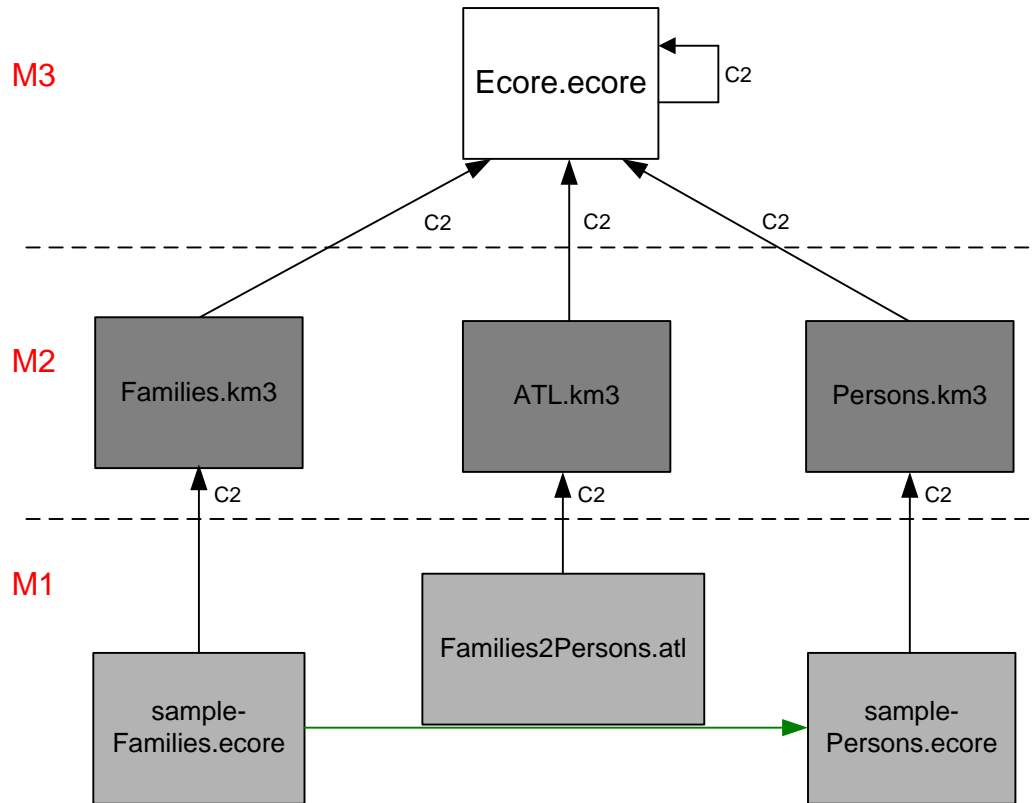 M3
Ecore.ecore
C2
C2
C2
C2
M2
Families.km3
ATL.km3
Persons.km3
C2
C2
C2
M1
Families2Persons.atl
sample-
Families.ecore
sample-
Persons.ecore